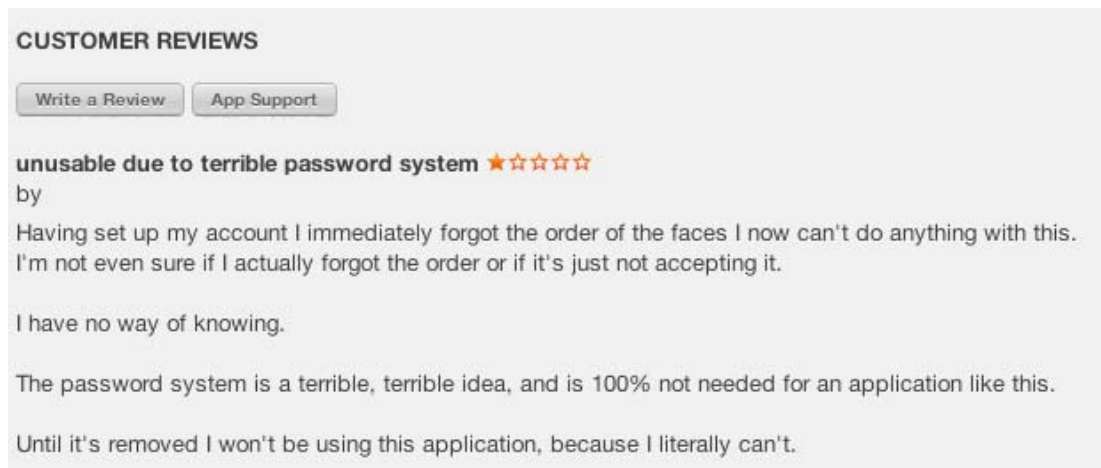 CUSTOMER REVIEWS
Write a Review App Support
unusable due to terrible password system
by
Having set up my account I immediately forgot the order of the faces I now can't do anything with this.
I'm not even sure if I actually forgot the order or if it's just not accepting it.
I have no way of knowing.
The password system is a terrible, terrible idea, and is 100% not needed for an application like this.
Until it's removed I won't be using this application, because I literally can't.